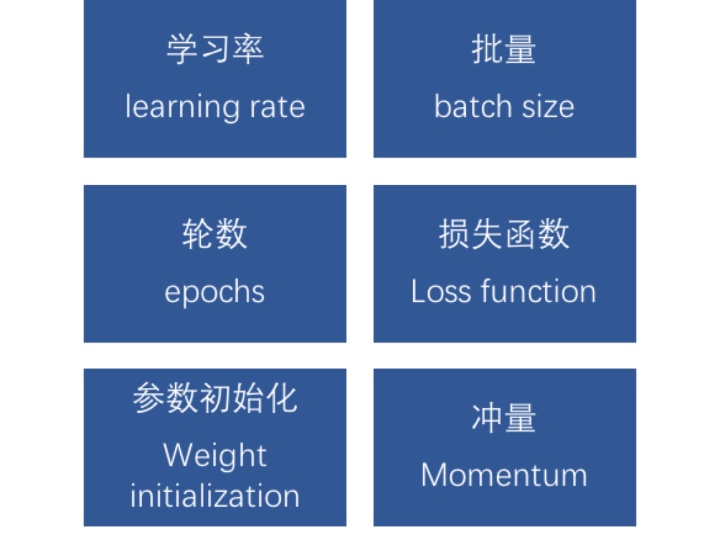 学习率
learning rate
批量
batch size
轮数
epochs
损失函数
Loss function
参数初始化
Weight
initialization
冲量
Momentum